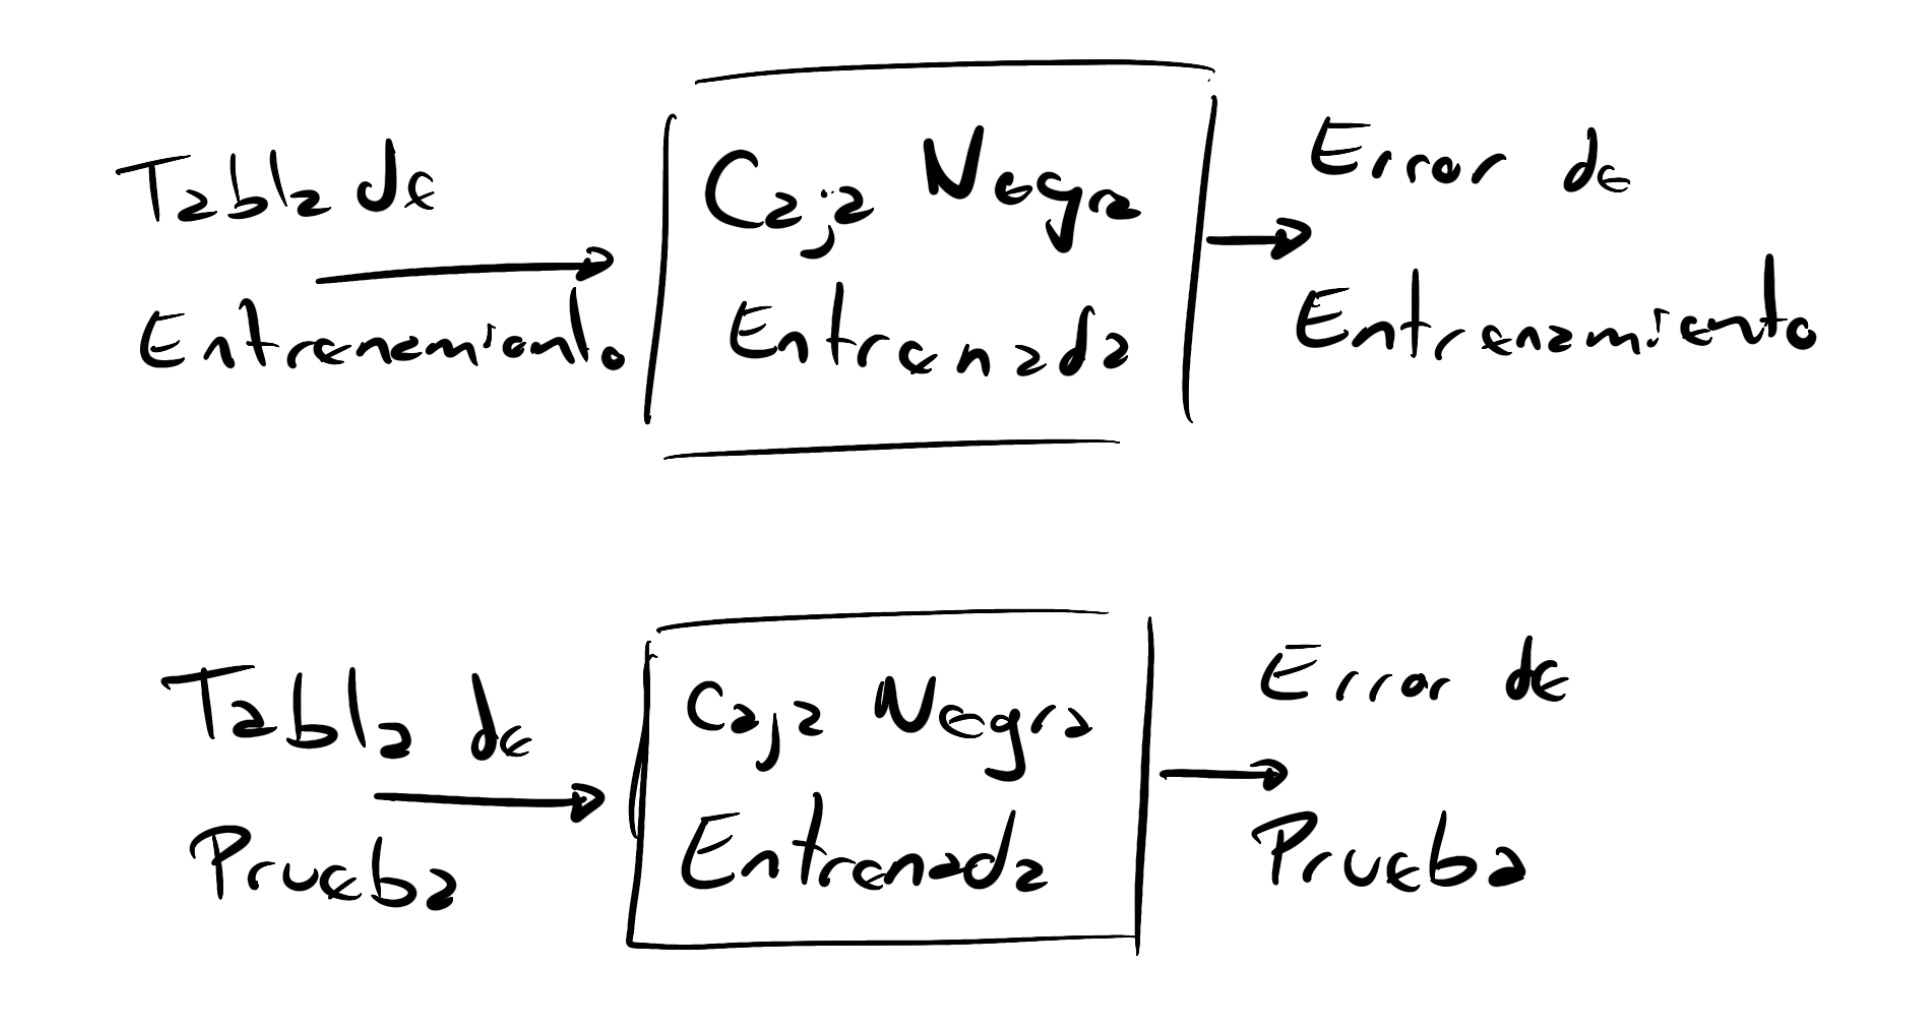 Tabla de
Entrenamiento
Caja Negra
Entrenada
Error de
Entrenamiento
Tabla de
Prueba
Caja Negra
Entrenada
Error de
Prueba